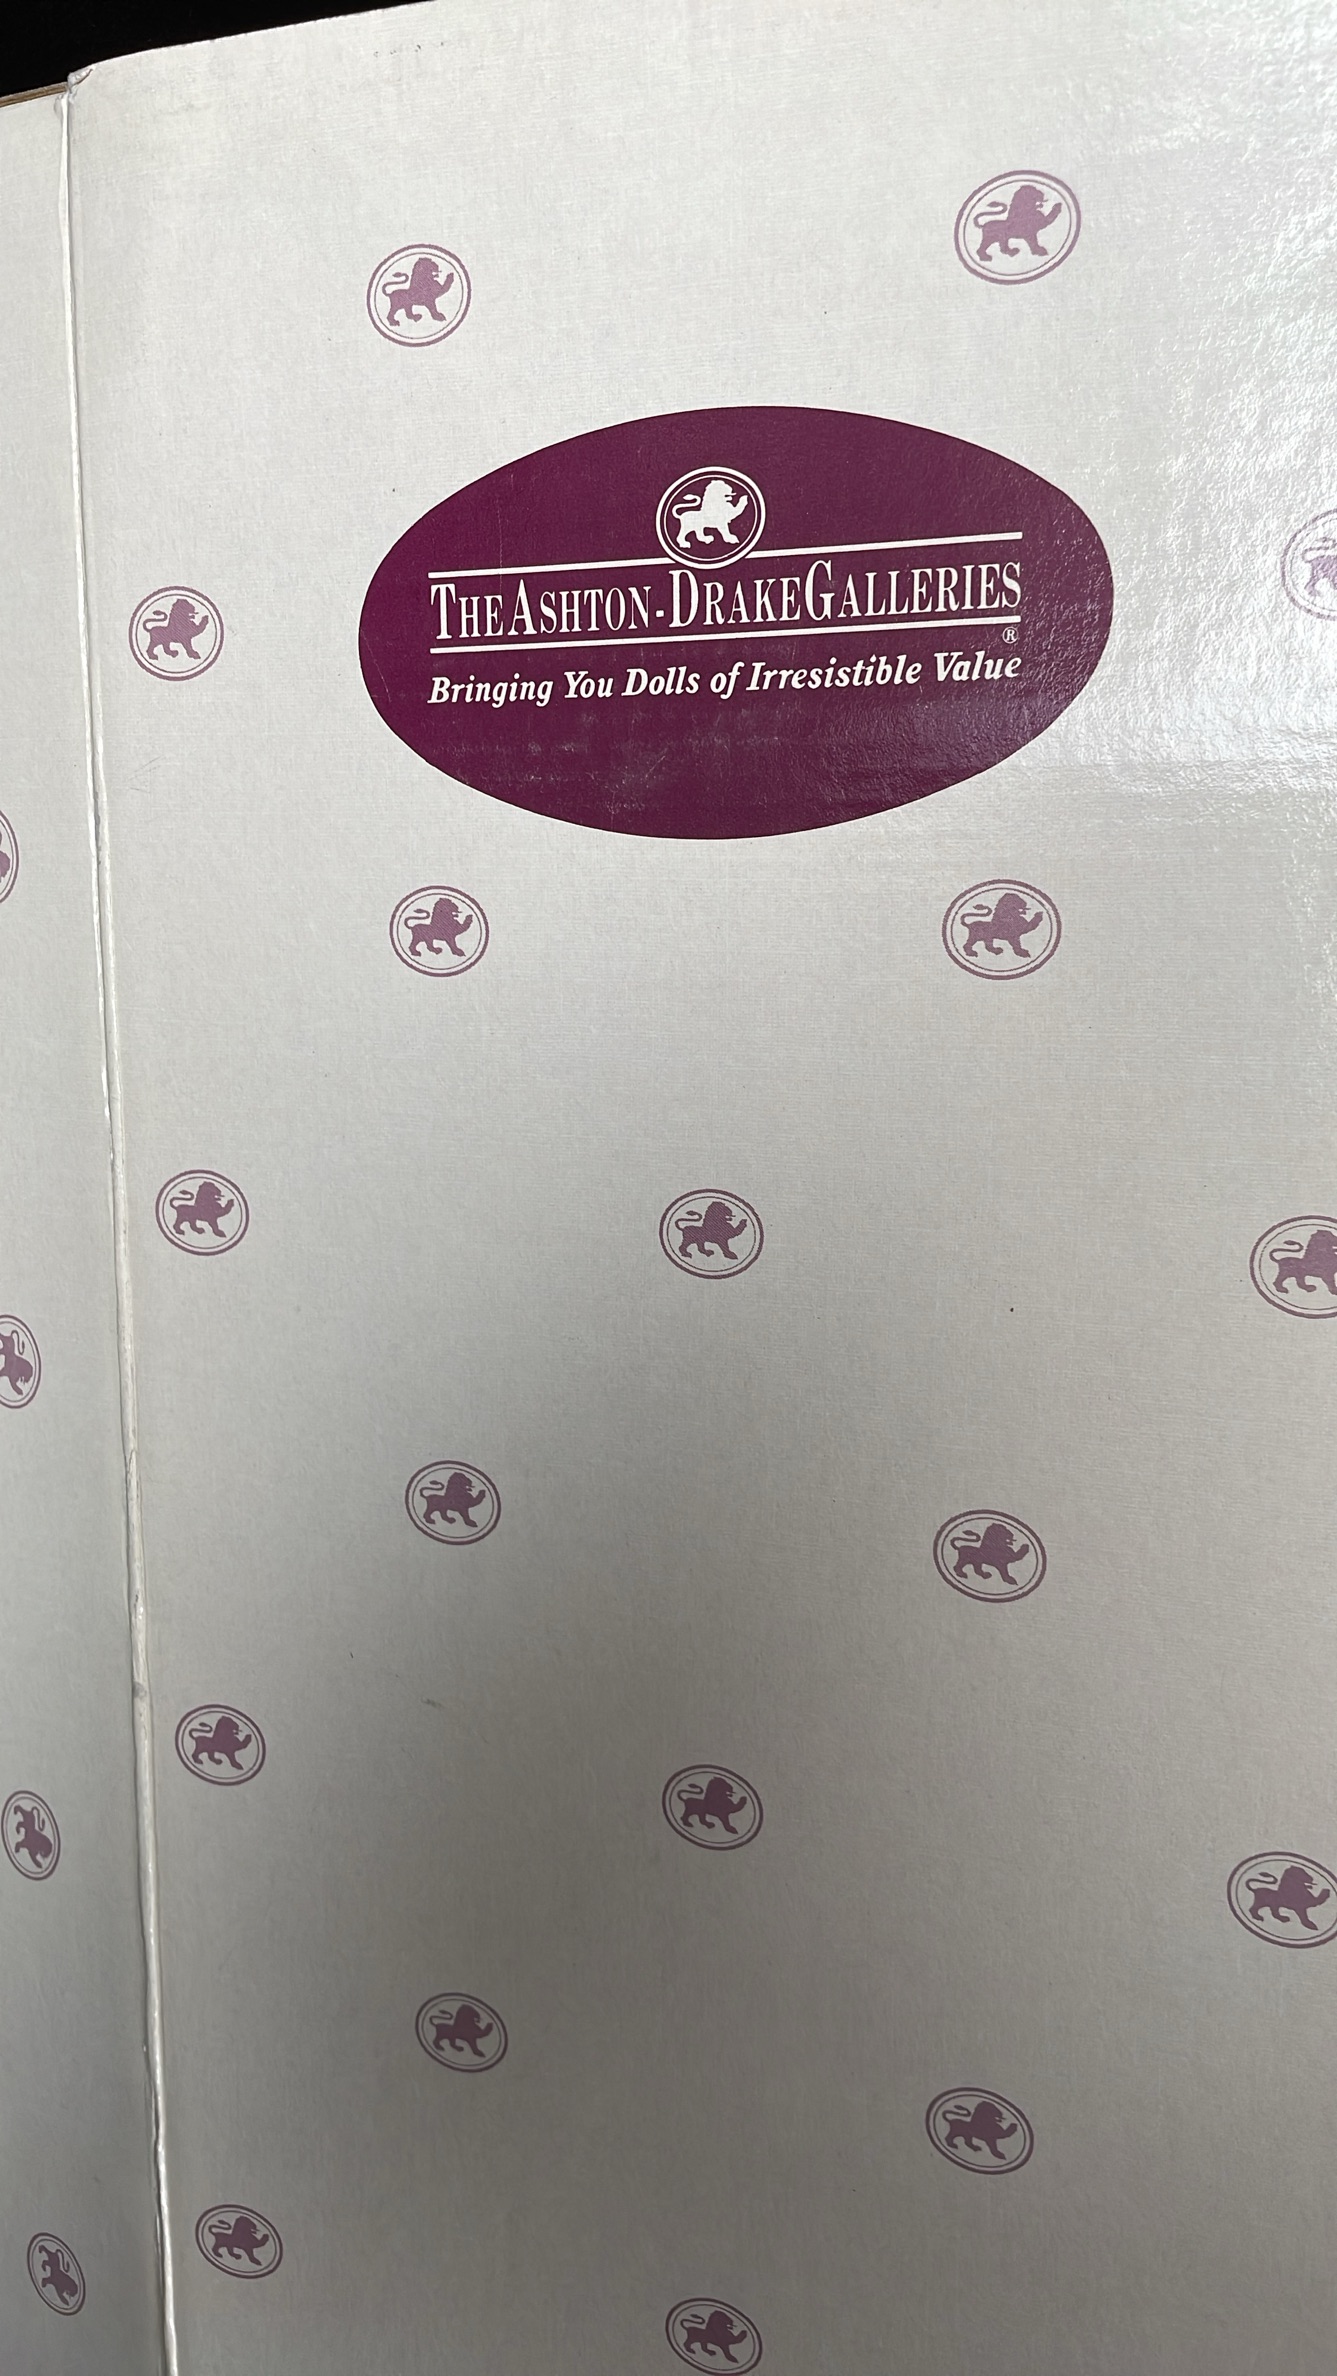 THE ASHTON-DRAKE GALLERIES
®
Bringing You Dolls of Irresistible Value